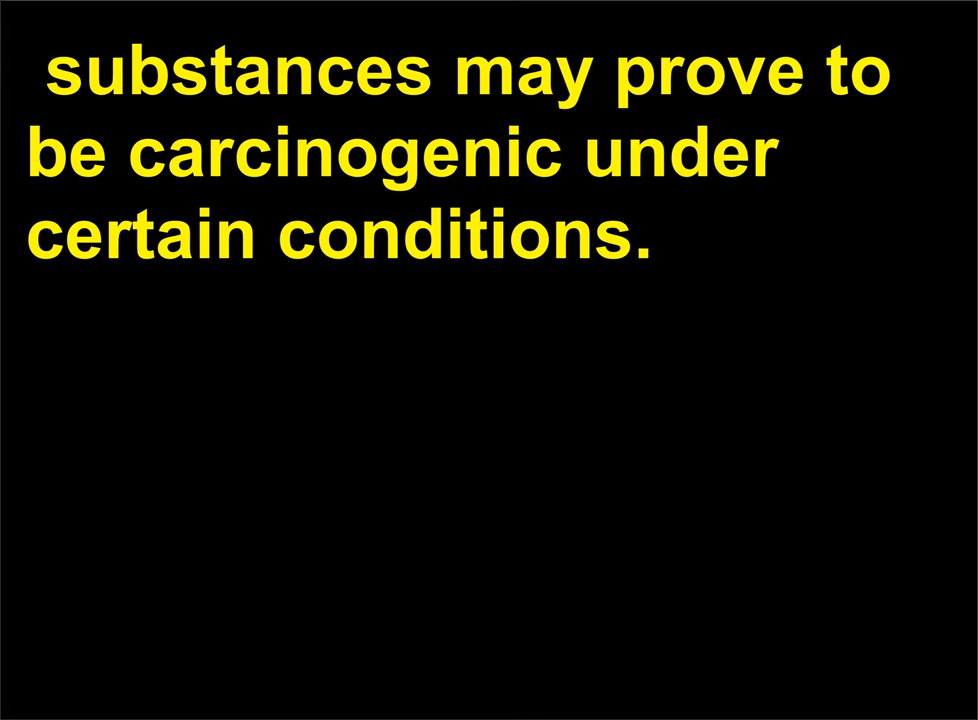 substances may prove to
be carcinogenic under
certain conditions.